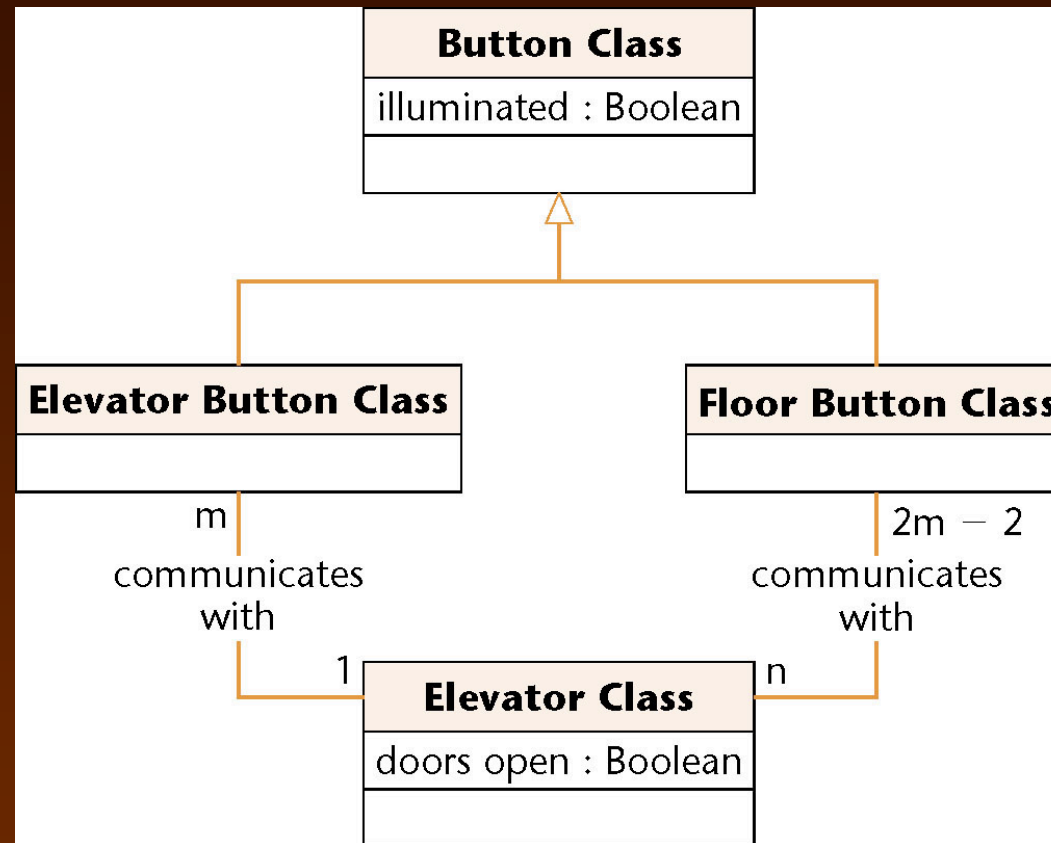 Button Class
illuminated : Boolean
Elevator Button Class
Floor Button Class
m
2m − 2
communicates
with
communicates
with
1
n
Elevator Class
doors open : Boolean